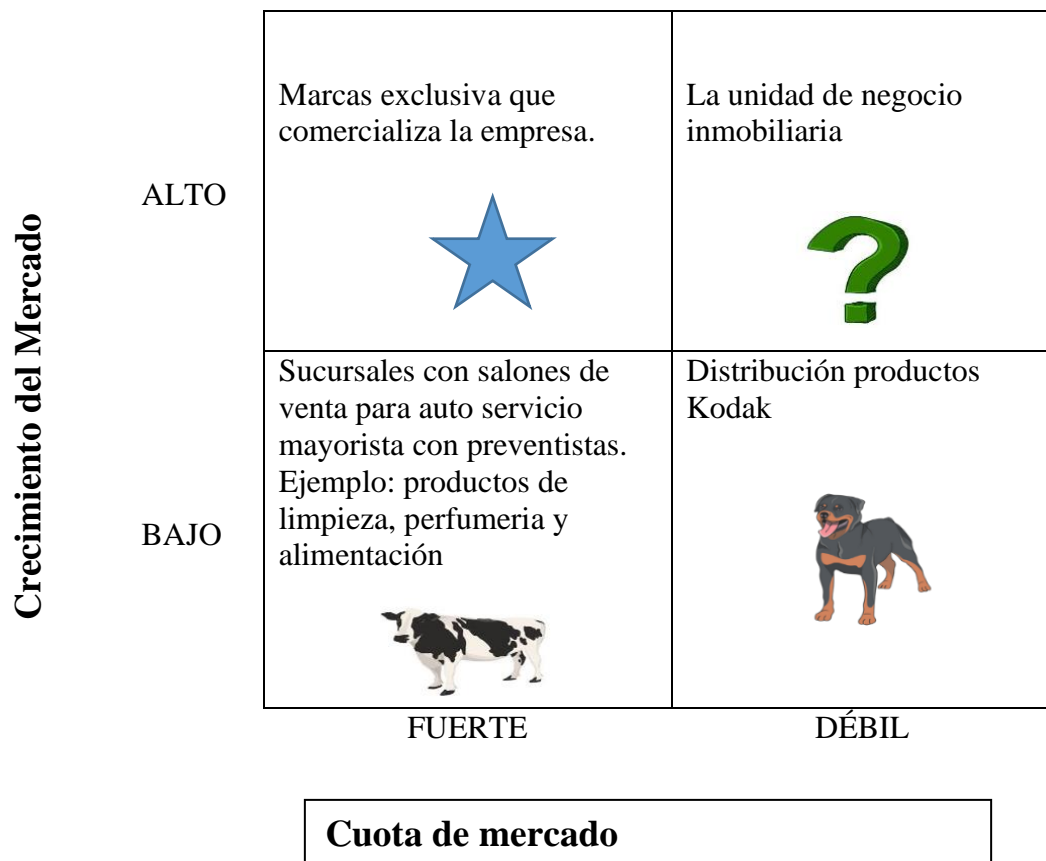 Marcas exclusiva que
comercializa la empresa.
La unidad de negocio
inmobiliaria
ALTO
Crecimiento del Mercado
Sucursales con salones de
venta para auto servicio
mayorista con preventistas.
Ejemplo: productos de
limpieza, perfumeria y
alimentación
Distribución productos
Kodak
BAJO
FUERTE
DÉBIL
Cuota de mercado